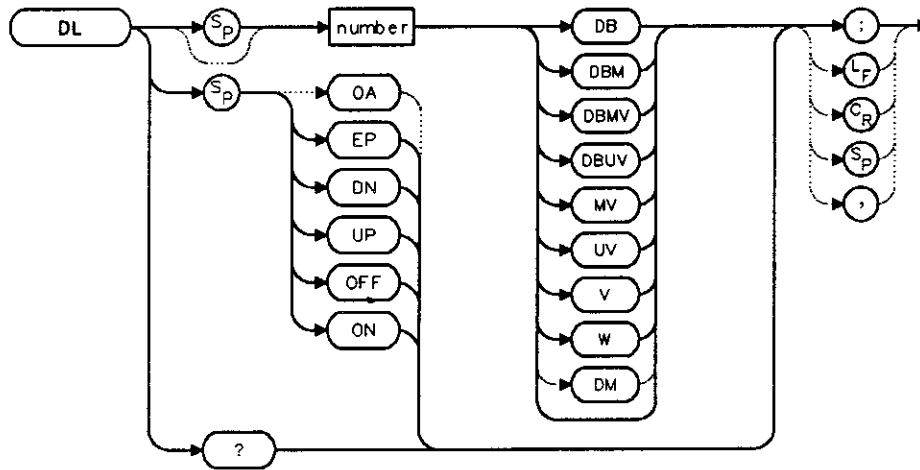 DL
SP
number
DB
;
DBM
LF
SP
OA
DBMV
CR
EP
DBUV
SP
DN
MV
,
UP
UV
OFF
V
ON
W
DM
?